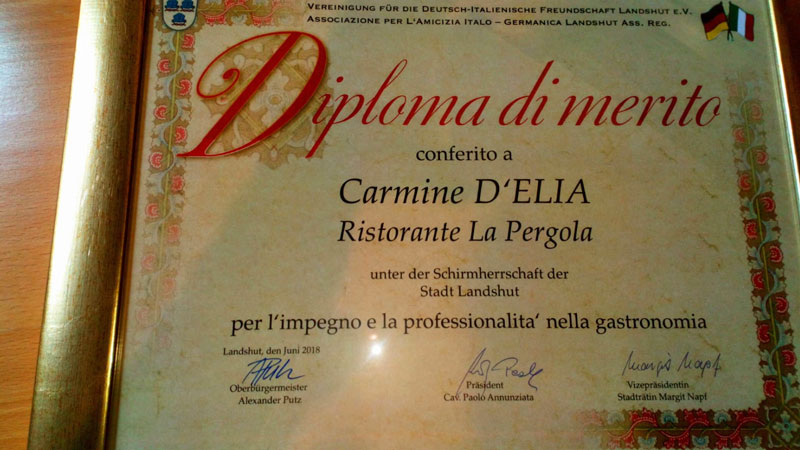 VEREINIGUNG FÜR DIE DEUTSCH-ITALIENISCHE FREUNDSCHAFT LANDSHUT E.V.
ASSOCIAZIONE PER L'AMICIZIA ITALO – GERMANICA LANDSHUT ASS. REG.
Diploma di merito
conferito a
Carmine D'ELIA
Ristorante La Pergola
unter der Schirmherrschaft der
Stadt Landshut
per l'impegno e la professionalita' nella gastronomia
Landshut, den Juni 2018
Oberbürgermeister
Alexander Putz
Präsident
Cav. Paolo Annunziata
Margit Napf
Vizepräsidentin
Stadträtin Margit Napf